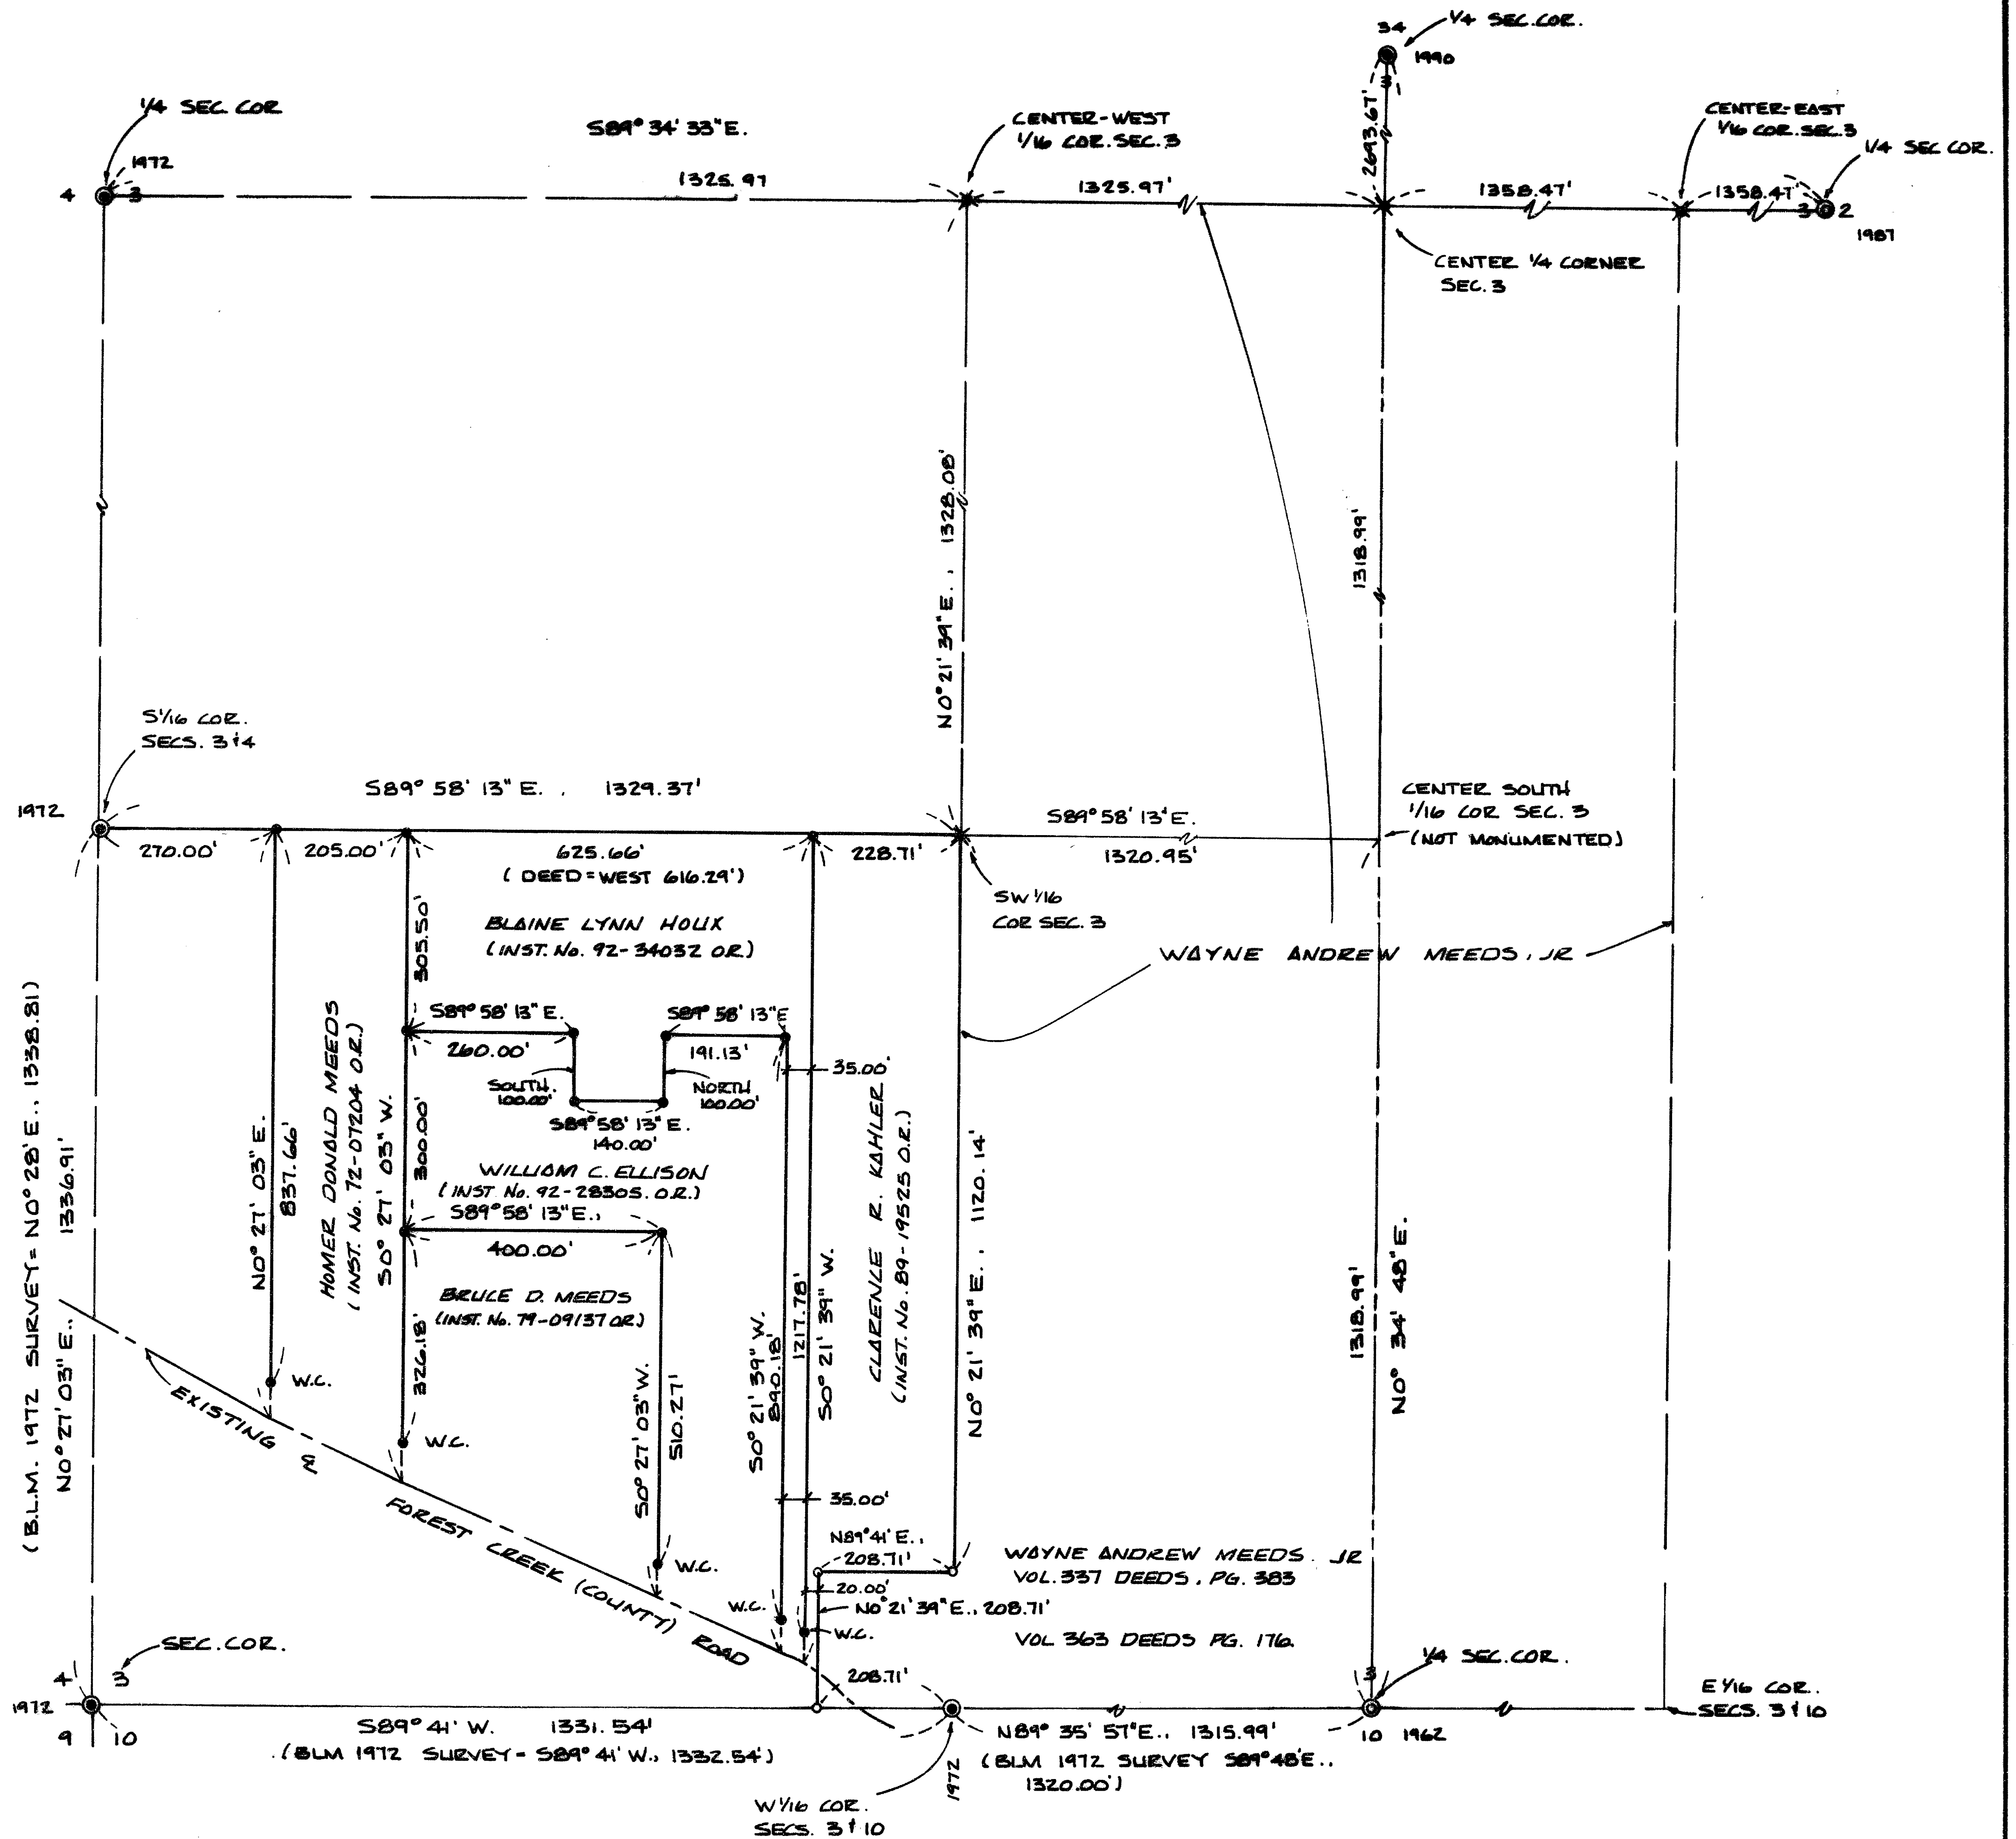 34
1/4 SEC. COR.
1990
2693.67'
1/4 SEC. COR
1972
4
3
S89° 34' 33" E.
1325.97
CENTER-WEST
1/16 COR. SEC. 3
1325.97'
1358.47'
CENTER-EAST
1/16 COR. SEC. 3
1/4 SEC COR.
1358.47'
3
2
1987
CENTER 1/4 CORNER
SEC. 3
N0° 21' 39" E., 1328.08'
1318.99'
S1/16 COR.
SECS. 3 & 4
1972
S89° 58' 13" E., 1329.37'
270.00'
205.00'
625.66'
(DEED = WEST 616.29')
228.71'
S89° 58' 13" E.
1320.95'
CENTER SOUTH
1/16 COR SEC. 3
(NOT MONUMENTED)
SW 1/16
COR SEC. 3
WAYNE ANDREW MEEDS, JR
BLAINE LYNN HOUX
(INST. No. 92-34032 O.R.)
305.50'
S89° 58' 13" E.
260.00'
S89° 58' 13" E
191.13'
SOUTH.
100.00'
NORTH
100.00'
35.00'
S89° 58' 13" E.
140.00'
WILLIAM C. ELLISON
(INST No. 92-28305. O.R.)
S89° 58' 13" E.,
400.00'
BRUCE D. MEEDS
(INST. No. 79-09137 O.R.)
(B.L.M. 1972 SURVEY = N0° 28' E., 1338.81)
N0° 27' 03" E., 1336.91'
N0° 27' 03" E.
837.66'
HOMER DONALD MEEDS
(INST. No. 72-07204 O.R.)
S0° 27' 03" W.
300.00'
326.18'
S0° 27' 03" W.
510.27'
S0° 21' 39" W.
890.18'
1217.78'
S0° 21' 39" W.
CLARENCE R. KAHLER
(INST. No. 89-19525 O.R.)
N0° 21' 39" E., 1120.14'
1318.99'
N0° 34' 48" E.
W.C.
W.C.
W.C.
W.C.
W.C.
EXISTING ℄
FOREST CREEK (COUNTY) ROAD
35.00'
N89° 41' E.,
208.71'
20.00'
N0° 21' 39" E., 208.71'
WAYNE ANDREW MEEDS. JR
VOL. 337 DEEDS, PG. 383
VOL 363 DEEDS PG. 176.
208.71'
SEC. COR.
4
3
1972
9
10
S89° 41' W. 1331.54'
(BLM 1972 SURVEY - S89° 41' W., 1332.54')
N89° 35' 57" E., 1315.99'
(BLM 1972 SURVEY S89° 48' E.,
1320.00')
1972
W 1/16 COR.
SECS. 3 & 10
1/4 SEC. COR.
3
10
1962
E 1/16 COR.
SECS. 3 & 10